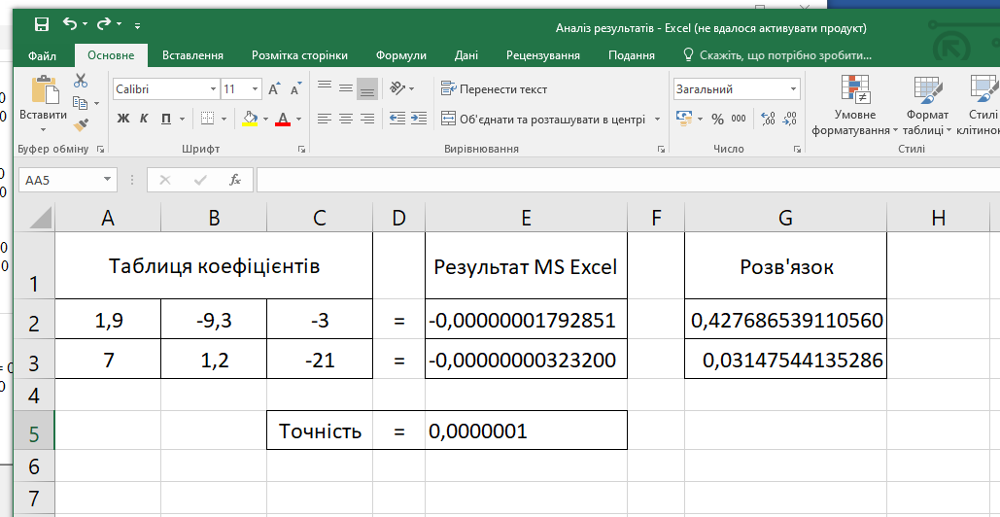 Аналіз результатів - Excel (не вдалося активувати продукт)
Файл Основне Вставлення Розмітка сторінки Формули Дані Рецензування Подання Скажіть, що потрібно зробити...
Вставити
Calibri 11
Ж К П
Перенести текст
Об'єднати та розташувати в центрі
Загальний
% 000 ,00
Умовне форматування
Формат таблиці
Стилі
Буфер обміну Шрифт Вирівнювання Число Стилі
AA5 fx
A B C D E F G H
1 Таблиця коефіцієнтів Результат MS Excel Розв'язок
2 1,9 -9,3 -3 = -0,00000001792851 0,427686539110560
3 7 1,2 -21 = -0,00000000323200 0,03147544135286
4
5 Точність = 0,0000001
6
7